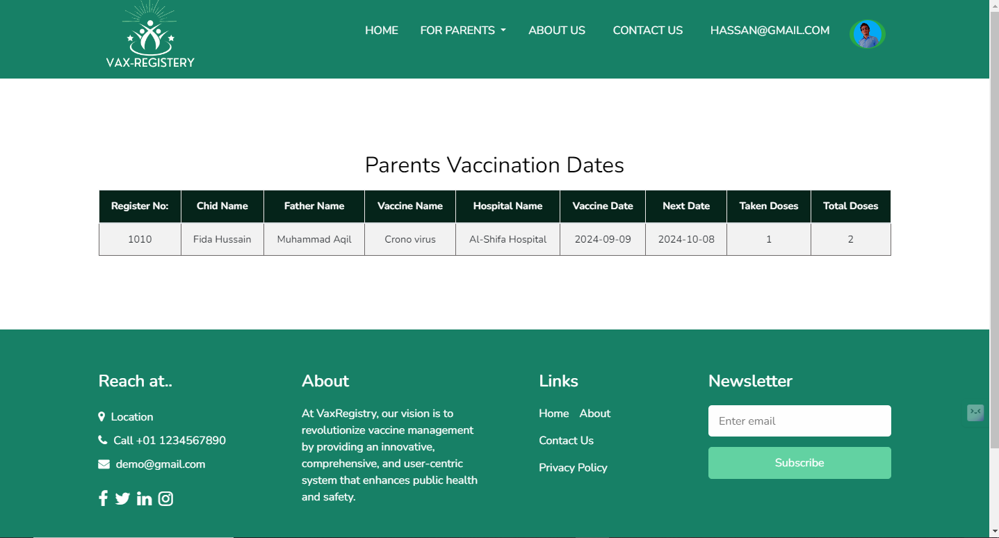 HOME FOR PARENTS ABOUT US CONTACT US HASSAN@GMAIL.COM
VAX-REGISTERY
Parents Vaccination Dates
Register No: Chid Name Father Name Vaccine Name Hospital Name Vaccine Date Next Date Taken Doses Total Doses
1010 Fida Hussain Muhammad Aqil Crono virus Al-Shifa Hospital 2024-09-09 2024-10-08 1 2
Reach at..
Location
Call +01 1234567890
demo@gmail.com
About
At VaxRegistry, our vision is to
revolutionize vaccine management
by providing an innovative,
comprehensive, and user-centric
system that enhances public health
and safety.
Links
Home About
Contact Us
Privacy Policy
Newsletter
Enter email
Subscribe